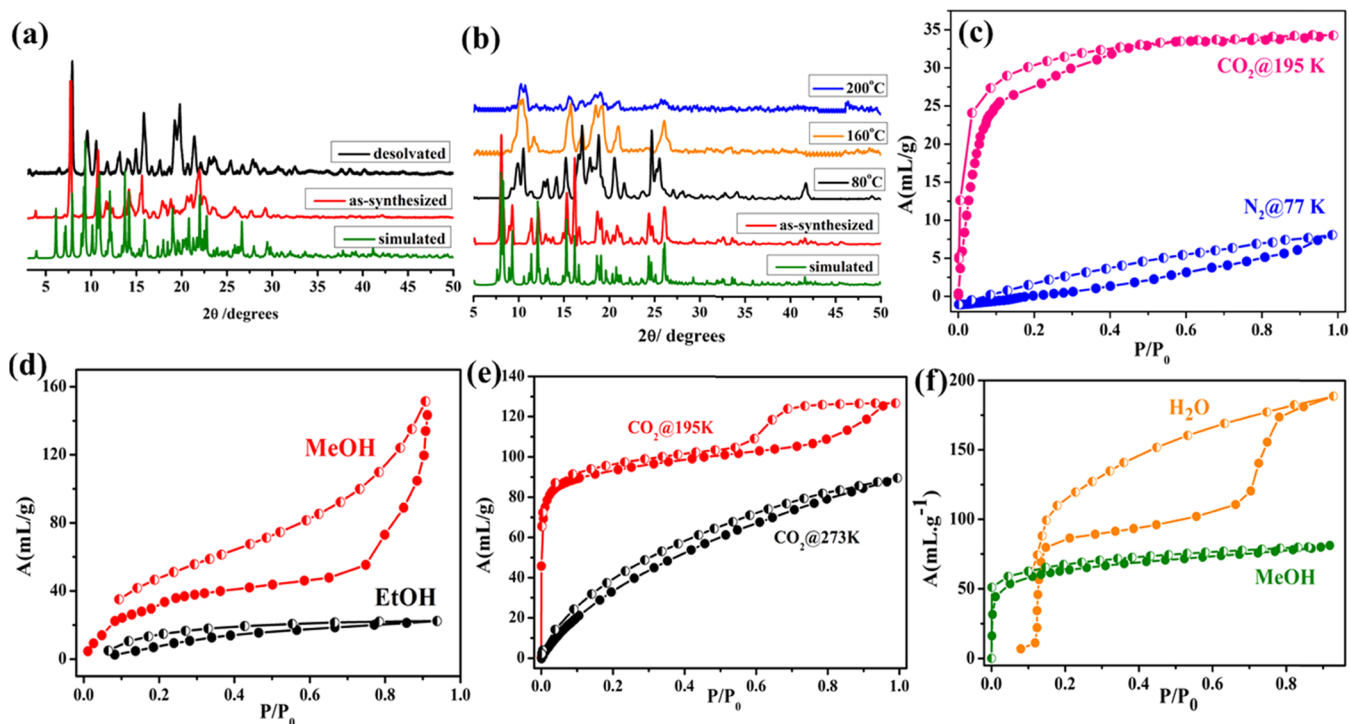 (a)
desolvated
as-synthesized
simulated
5 10 15 20 25 30 35 40 45 50
2θ /degrees
(b)
200°C
160°C
80°C
as-synthesized
simulated
5 10 15 20 25 30 35 40 45 50
2θ/ degrees
(c)
35
30
25
20
15
10
5
0
A(mL/g)
CO₂@195 K
N₂@77 K
0.0 0.2 0.4 0.6 0.8 1.0
P/P₀
(d)
160
120
80
40
0
A(mL/g)
MeOH
EtOH
0.0 0.2 0.4 0.6 0.8 1.0
P/P₀
(e)
140
120
100
80
60
40
20
0
A(mL/g)
CO₂@195K
CO₂@273K
0.0 0.2 0.4 0.6 0.8 1.0
P/P₀
(f)
200
150
100
50
0
A(mL.g⁻¹)
H₂O
MeOH
0.0 0.2 0.4 0.6 0.8
P/P₀